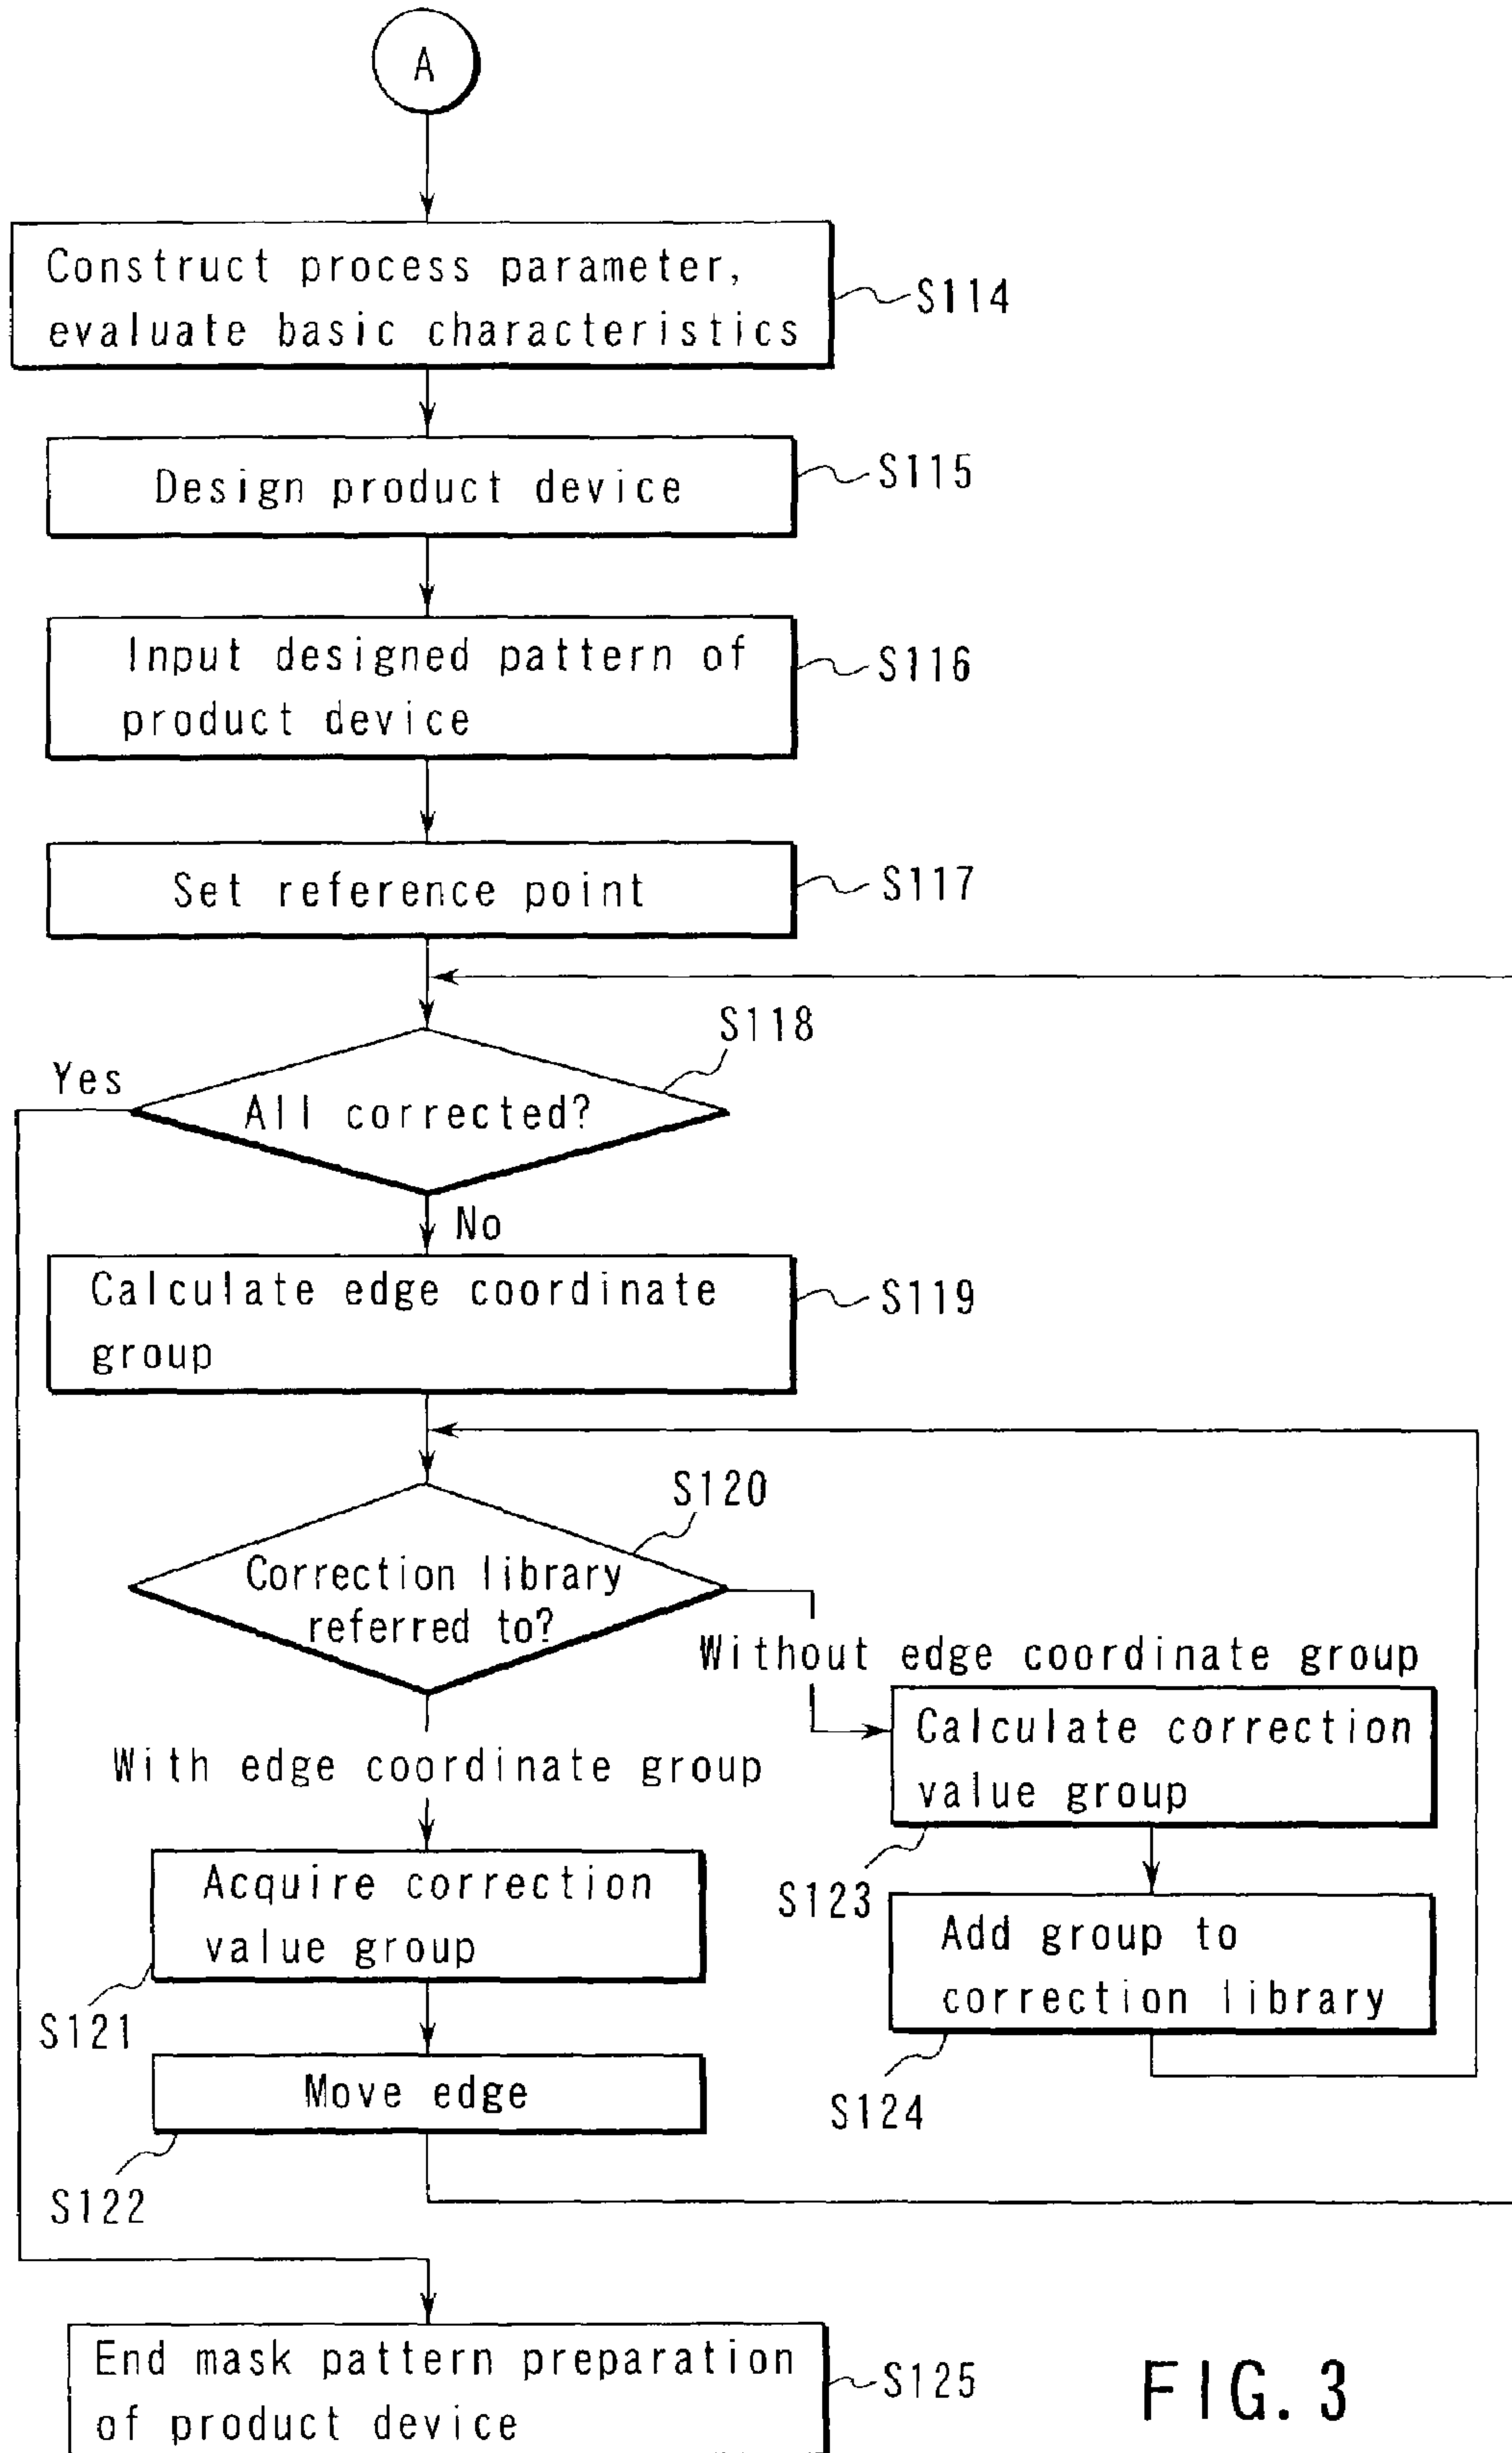 A
Construct process parameter,
evaluate basic characteristics
S114
Design product device
S115
Input designed pattern of
product device
S116
Set reference point
S117
S118
Yes
All corrected?
No
Calculate edge coordinate
group
S119
S120
Correction library
referred to?
Without edge coordinate group
With edge coordinate group
Calculate correction
value group
S123
Acquire correction
value group
S121
Add group to
correction library
S124
Move edge
S122
End mask pattern preparation
of product device
S125
FIG. 3